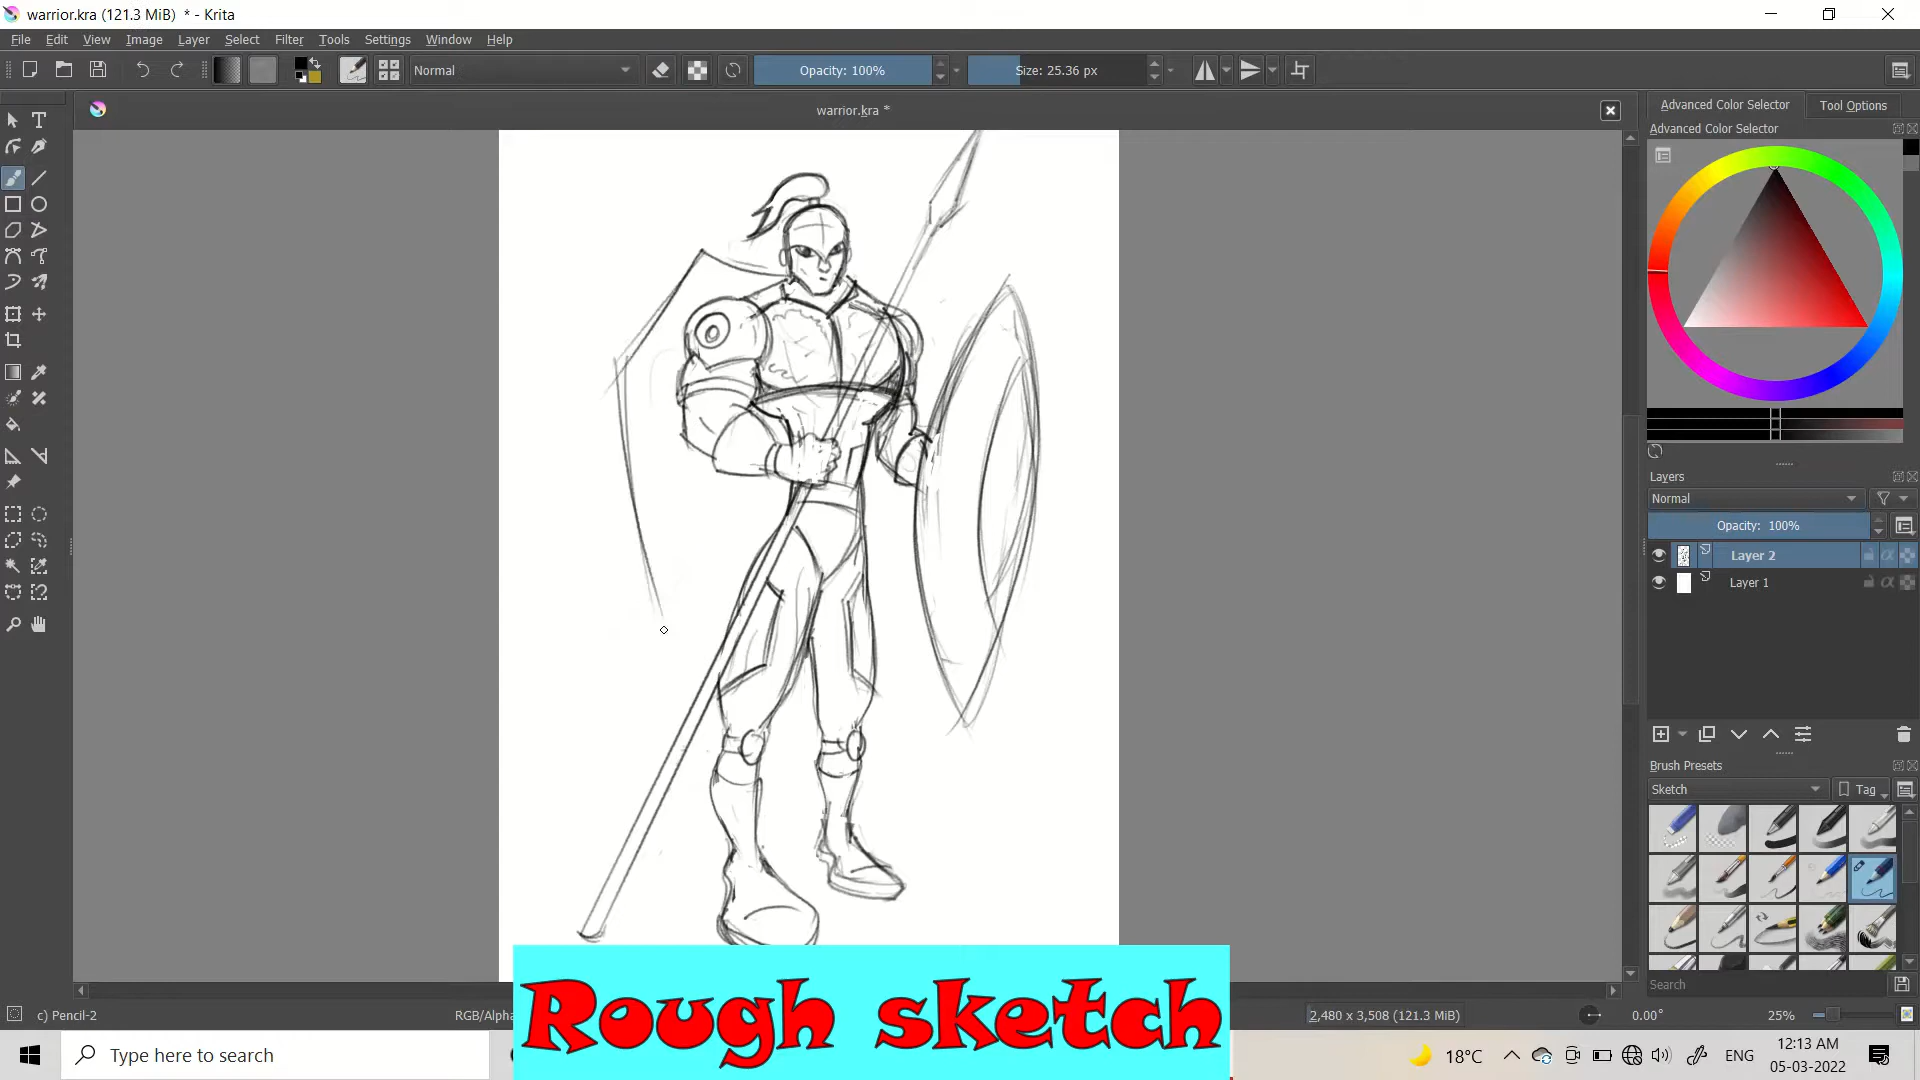 warrior.kra (121.3 MiB)  * - Krita
File Edit View Image Layer Select Filter Tools Settings Window Help
Normal Opacity: 100% Size: 25.36 px
warrior.kra *
Advanced Color Selector Tool Options
Advanced Color Selector
Layers
Normal
Opacity: 100%
Layer 2
Layer 1
Brush Presets
Sketch Tag
Search
c) Pencil-2 RGB/Alpha 2,480 x 3,508 (121.3 MiB) 0.00° 25%
Rough sketch
Type here to search 18°C ENG 12:13 AM
05-03-2022